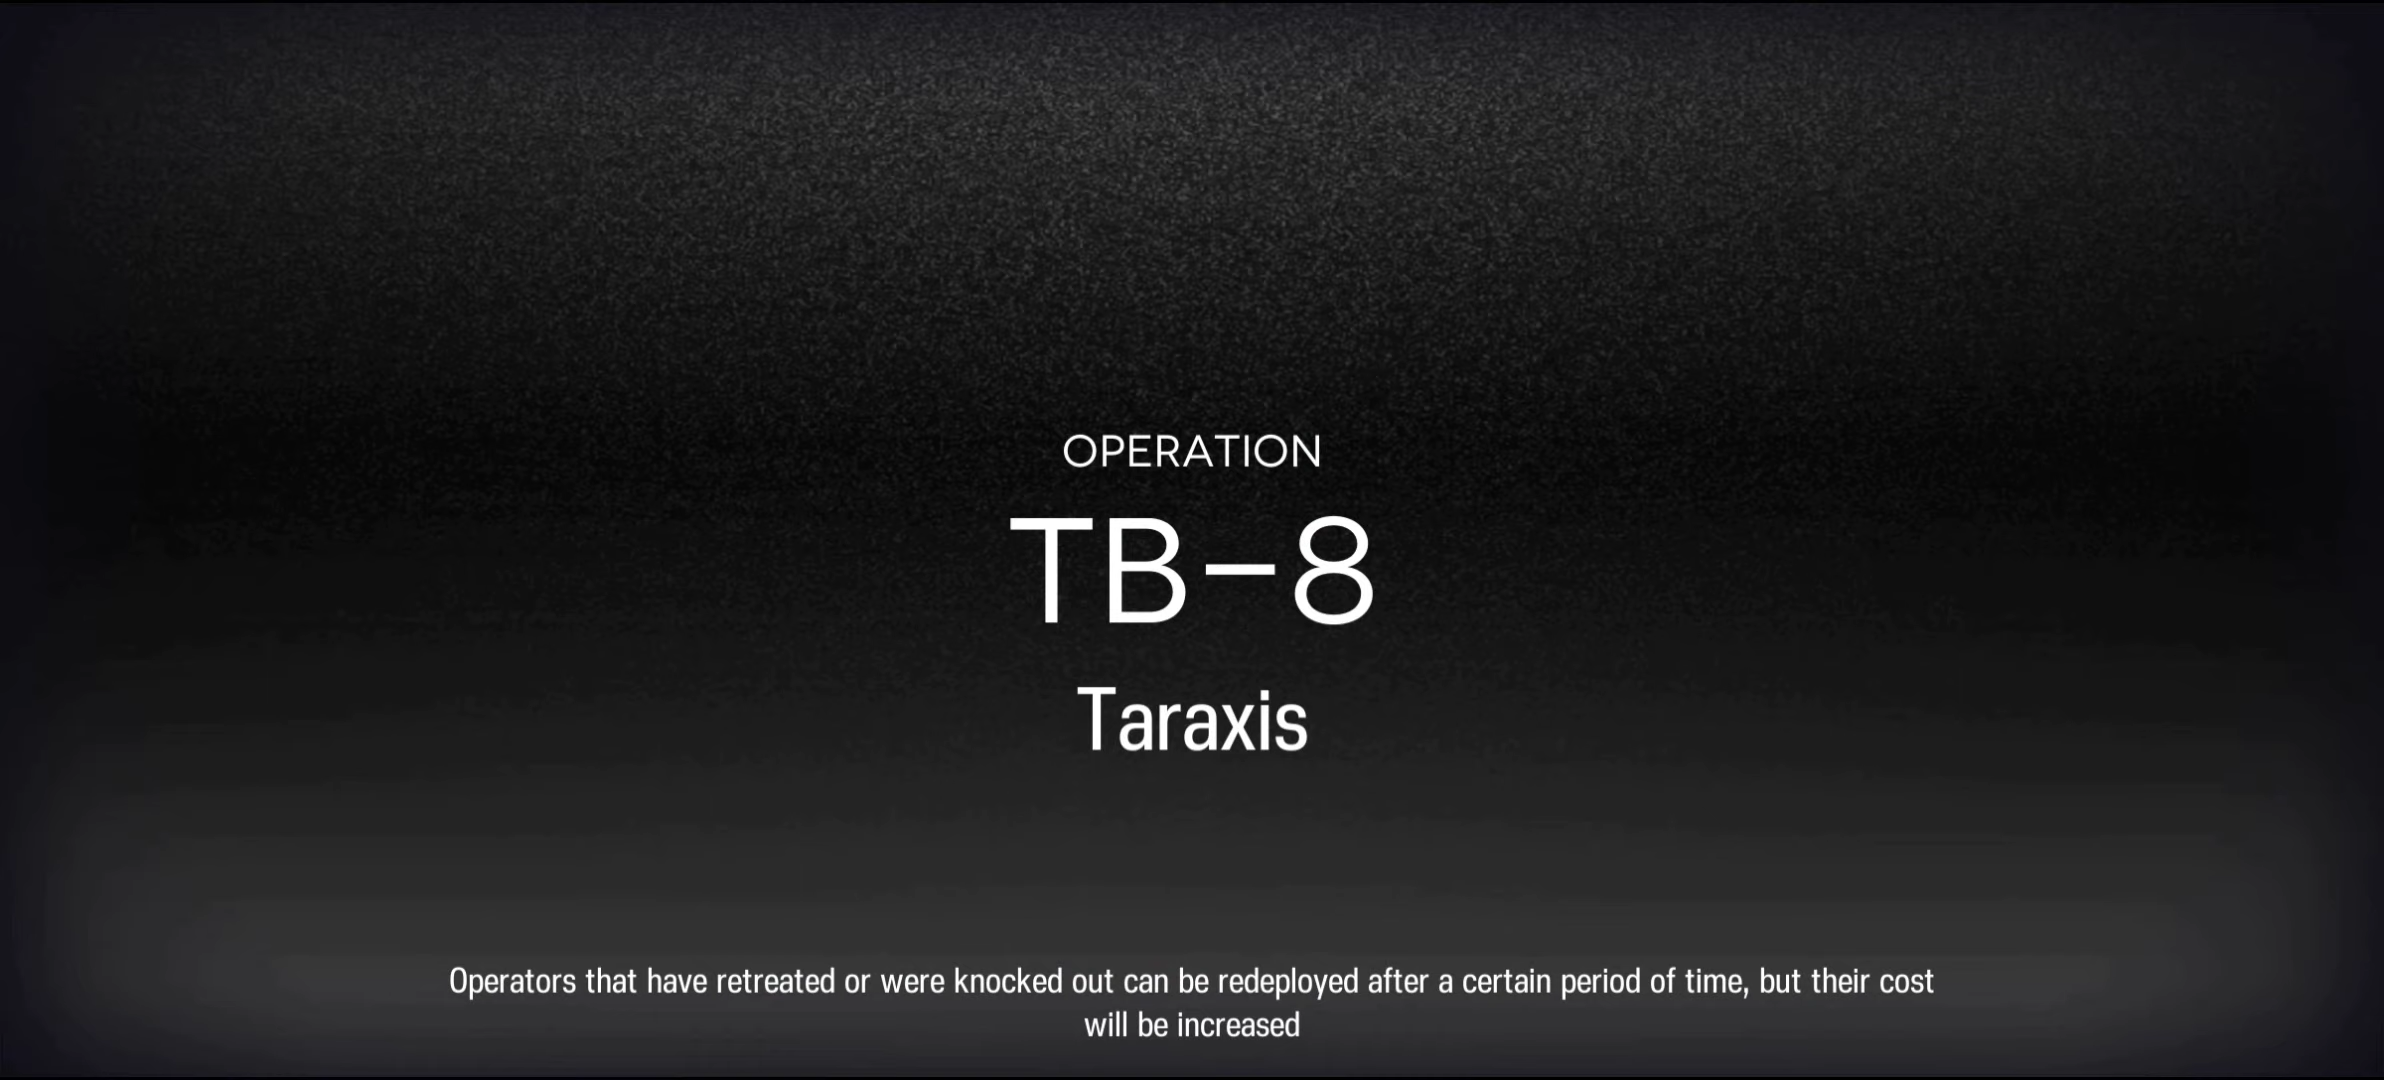 OPERATION
TB-8
Taraxis
Operators that have retreated or were knocked out can be redeployed after a certain period of time, but their cost
will be increased